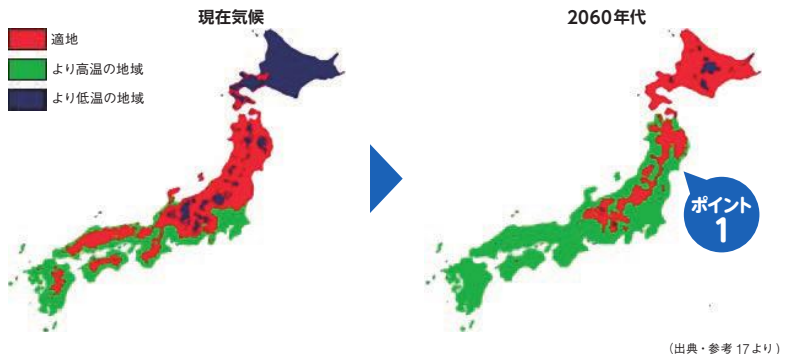 現在気候
2060年代
適地
より高温の地域
より低温の地域
ポイント
1
(出典・参考 17より)